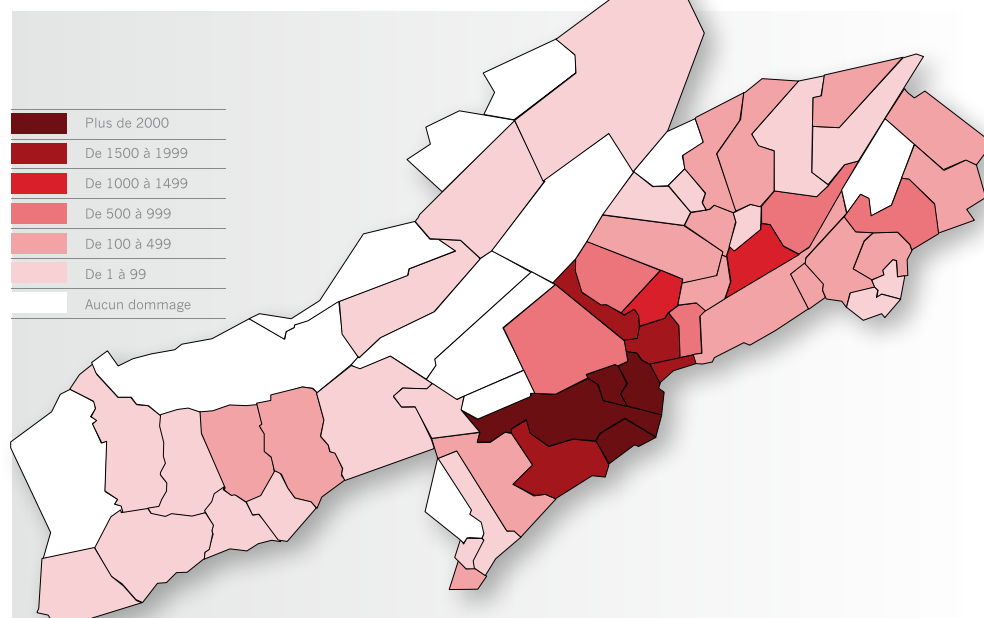 Plus de 2000
De 1500 à 1999
De 1000 à 1499
De 500 à 999
De 100 à 499
De 1 à 99
Aucun dommage